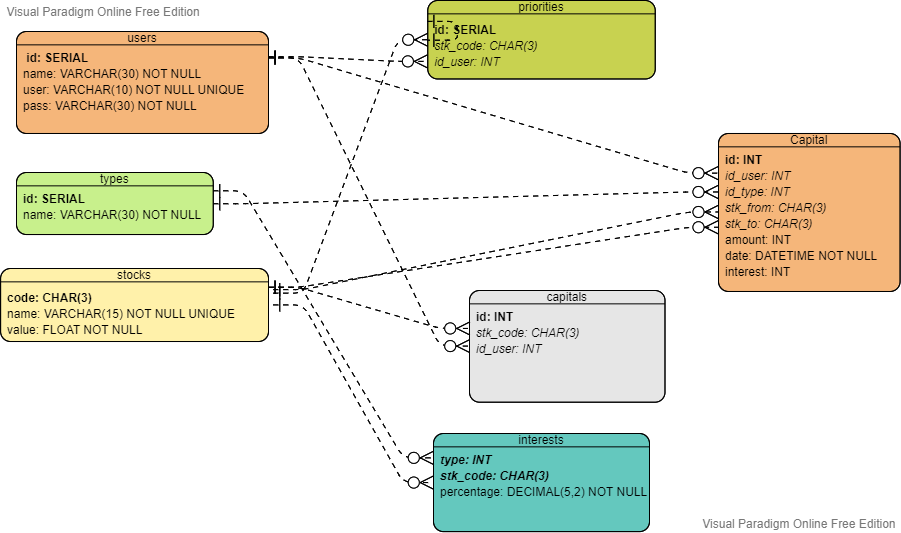 Visual Paradigm Online Free Edition
users
id: SERIAL
name: VARCHAR(30) NOT NULL
user: VARCHAR(10) NOT NULL UNIQUE
pass: VARCHAR(30) NOT NULL
priorities
id: SERIAL
stk_code: CHAR(3)
id_user: INT
types
id: SERIAL
name: VARCHAR(30) NOT NULL
Capital
id: INT
id_user: INT
id_type: INT
stk_from: CHAR(3)
stk_to: CHAR(3)
amount: INT
date: DATETIME NOT NULL
interest: INT
stocks
code: CHAR(3)
name: VARCHAR(15) NOT NULL UNIQUE
value: FLOAT NOT NULL
capitals
id: INT
stk_code: CHAR(3)
id_user: INT
interests
type: INT
stk_code: CHAR(3)
percentage: DECIMAL(5,2) NOT NULL
Visual Paradigm Online Free Edition